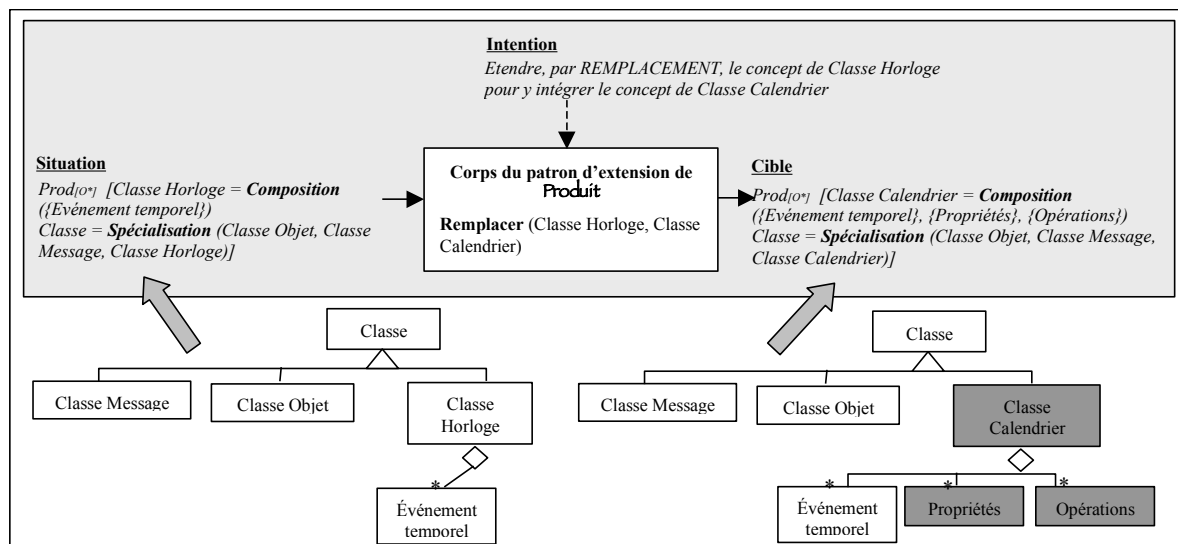 Intention
Etendre, par REMPLACEMENT, le concept de Classe Horloge
pour y intégrer le concept de Classe Calendrier
Situation
Prod[O*] [Classe Horloge = Composition
({Evénement temporel})
Classe = Spécialisation (Classe Objet, Classe
Message, Classe Horloge)]
Corps du patron d'extension de
Produit
Remplacer (Classe Horloge, Classe
Calendrier)
Cible
Prod[O*] [Classe Calendrier = Composition
({Evénement temporel}, {Propriétés}, {Opérations})
Classe = Spécialisation (Classe Objet, Classe Message,
Classe Calendrier)]
Classe
Classe Message
Classe Objet
Classe
Horloge
*
Événement
temporel
Classe
Classe Message
Classe Objet
Classe
Calendrier
*
*
*
Événement
temporel
Propriétés
Opérations